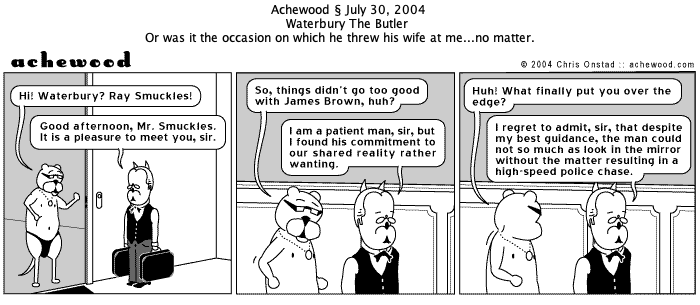 Achewood § July 30, 2004
Waterbury The Butler
Or was it the occasion on which he threw his wife at me...no matter.
achewood
© 2004 Chris Onstad :: achewood.com
Hi! Waterbury? Ray Smuckles!
Good afternoon, Mr. Smuckles.
It is a pleasure to meet you, sir.
So, things didn't go too good
with James Brown, huh?
I am a patient man, sir, but
I found his commitment to
our shared reality rather
wanting.
Huh! What finally put you over the
edge?
I regret to admit, sir, that despite
my best guidance, the man could
not so much as look in the mirror
without the matter resulting in a
high-speed police chase.